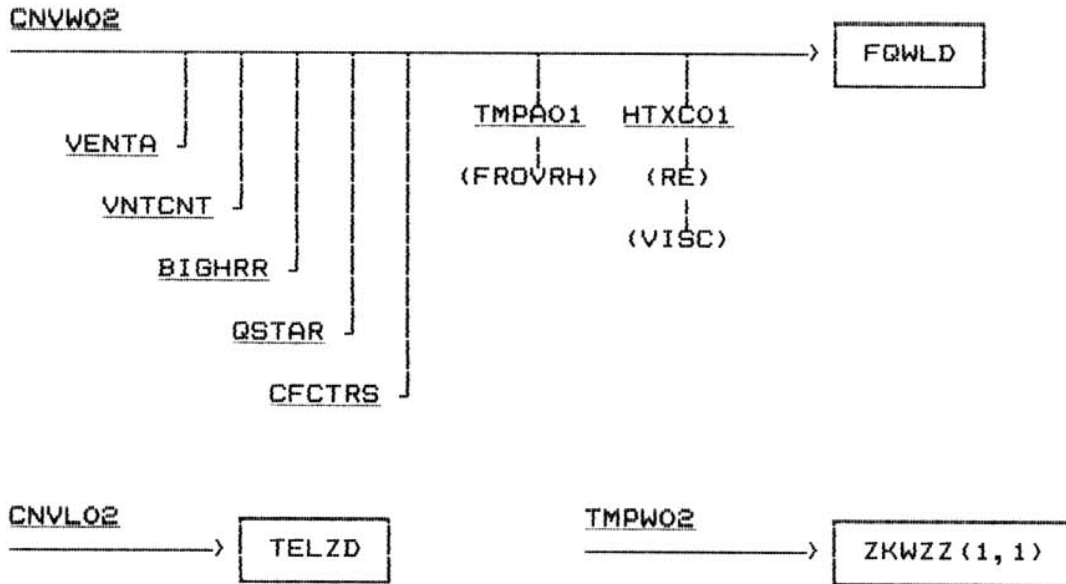 CNVW02
FQWLD
TMPA01 HTXC01
VENTA
(FROVRH) (RE)
VNTCNT
(VISC)
BIGHRR
QSTAR
CFCTRS
CNVL02
TMPW02
TELZD
ZKWZZ(1,1)